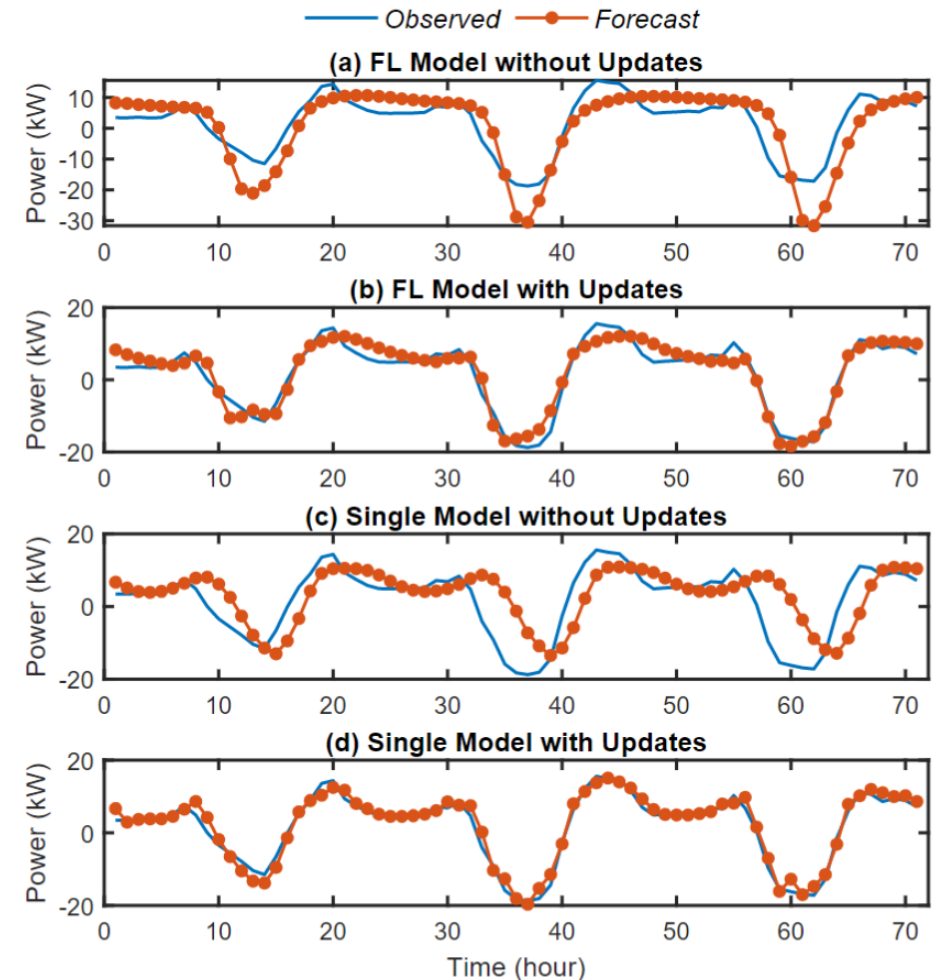 Observed Forecast
(a) FL Model without Updates
Power (kW)
10
0
-10
-20
-30
0 10 20 30 40 50 60 70
(b) FL Model with Updates
Power (kW)
20
0
-20
0 10 20 30 40 50 60 70
(c) Single Model without Updates
Power (kW)
20
0
-20
0 10 20 30 40 50 60 70
(d) Single Model with Updates
Power (kW)
20
0
-20
0 10 20 30 40 50 60 70
Time (hour)